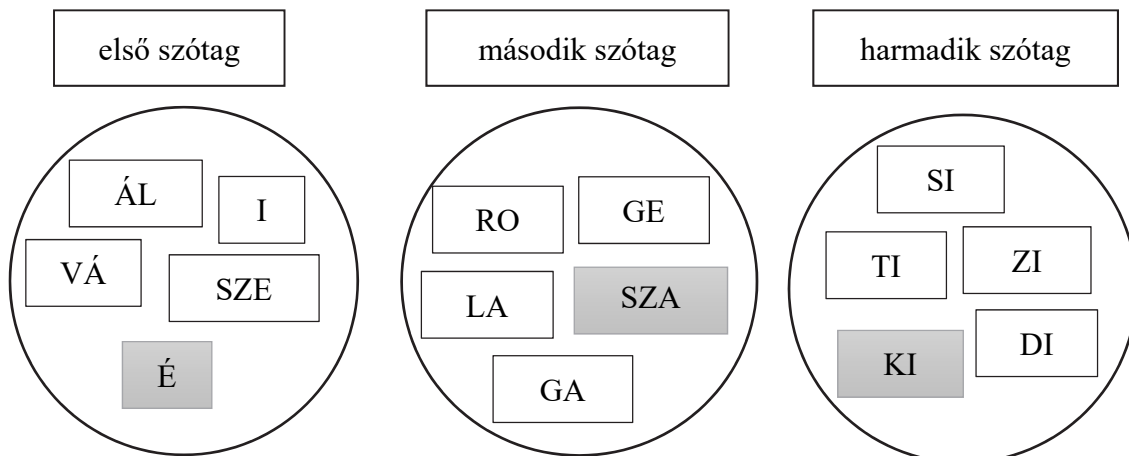 első szótag
második szótag
harmadik szótag
ÁL
I
VÁ
SZE
É
RO
GE
LA
SZA
GA
SI
TI
ZI
KI
DI